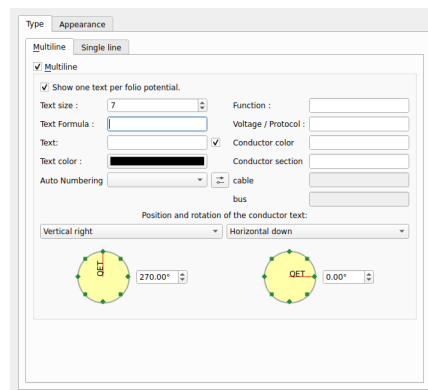 Type Appearance
Multiline Single line
Multiline
Show one text per folio potential.
Text size : 7 Function :
Text Formula : Voltage / Protocol :
Text: Conductor color
Text color : Conductor section
Auto Numbering cable
bus
Position and rotation of the conductor text:
Vertical right Horizontal down
QET 270.00° QET 0.00°